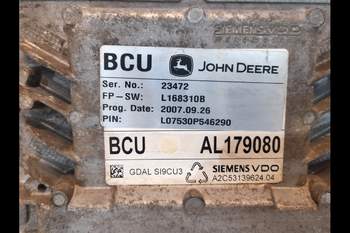 SIEMENS VDO
BCU JOHN DEERE
Ser. No.: 23472
FP-SW: L168310B
Prog. Date: 2007.09.26
PIN: L07530P546290
BCU AL179080
GDAL SI9CU3 SIEMENS VDO
A2C53139624 04